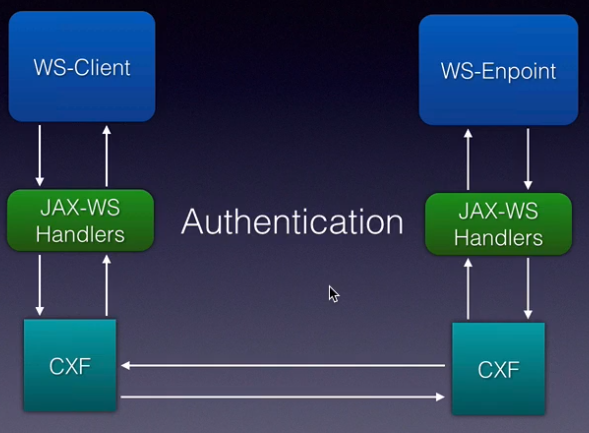 WS-Client
WS-Enpoint
JAX-WS
Handlers
Authentication
JAX-WS
Handlers
CXF
CXF